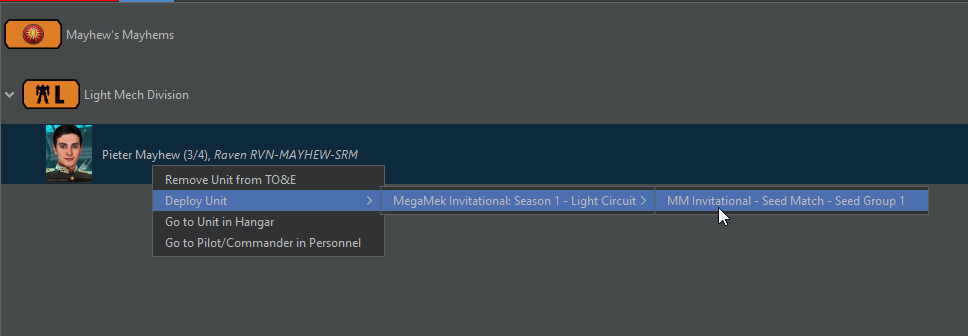 Mayhew's Mayhems
L
Light Mech Division
Pieter Mayhew (3/4), Raven RVN-MAYHEW-SRM
Remove Unit from TO&E
Deploy Unit
MegaMek Invitational: Season 1 - Light Circuit
MM Invitational - Seed Match - Seed Group 1
Go to Unit in Hangar
Go to Pilot/Commander in Personnel